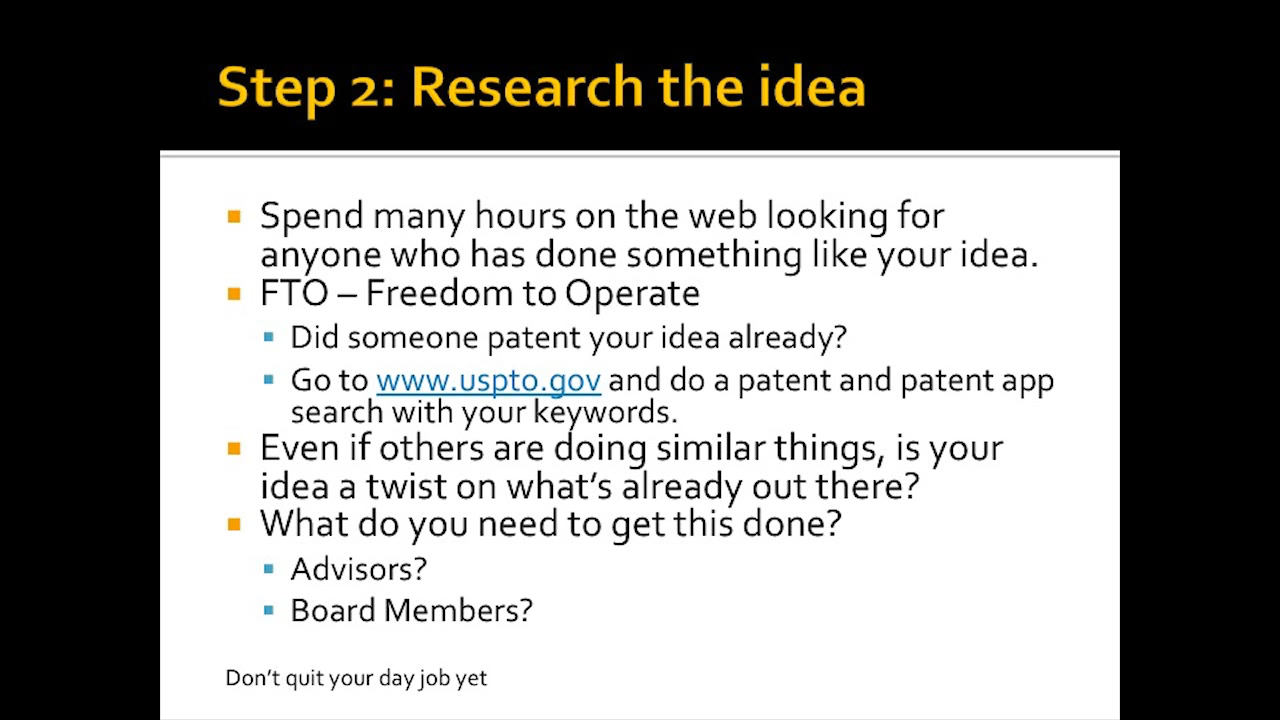 Step 2: Research the idea
Spend many hours on the web looking for
anyone who has done something like your idea.
FTO – Freedom to Operate
Did someone patent your idea already?
Go to www.uspto.gov and do a patent and patent app
search with your keywords.
Even if others are doing similar things, is your
idea a twist on what's already out there?
What do you need to get this done?
Advisors?
Board Members?
Don't quit your day job yet